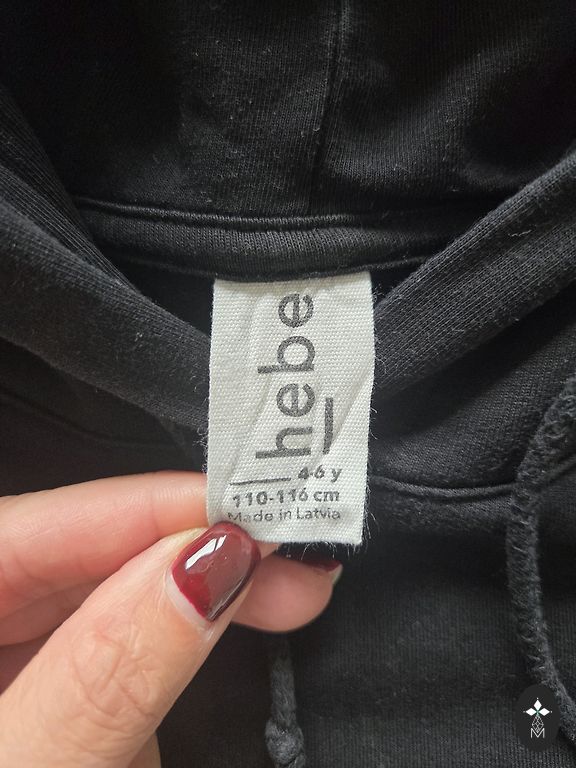 hebe
4-6 y
110-116 cm
Made in Latvia
M